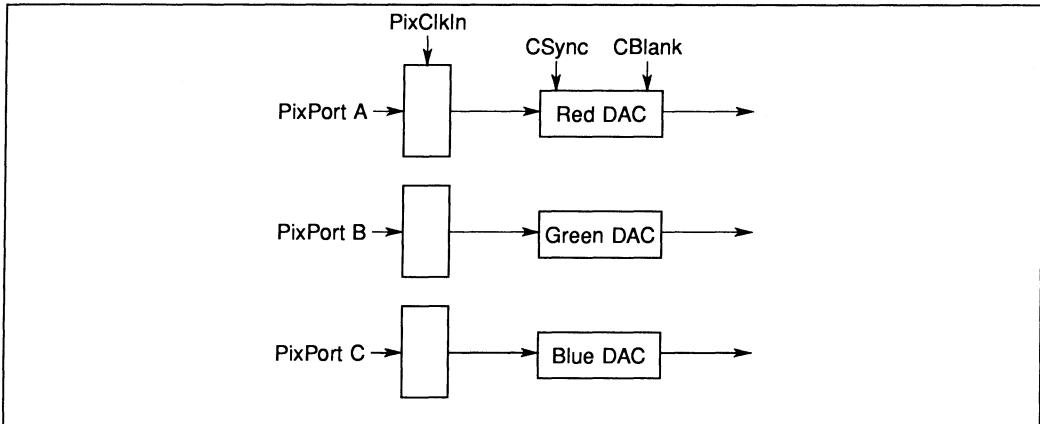 PixClkIn
CSync CBlank
PixPort A Red DAC
PixPort B Green DAC
PixPort C Blue DAC